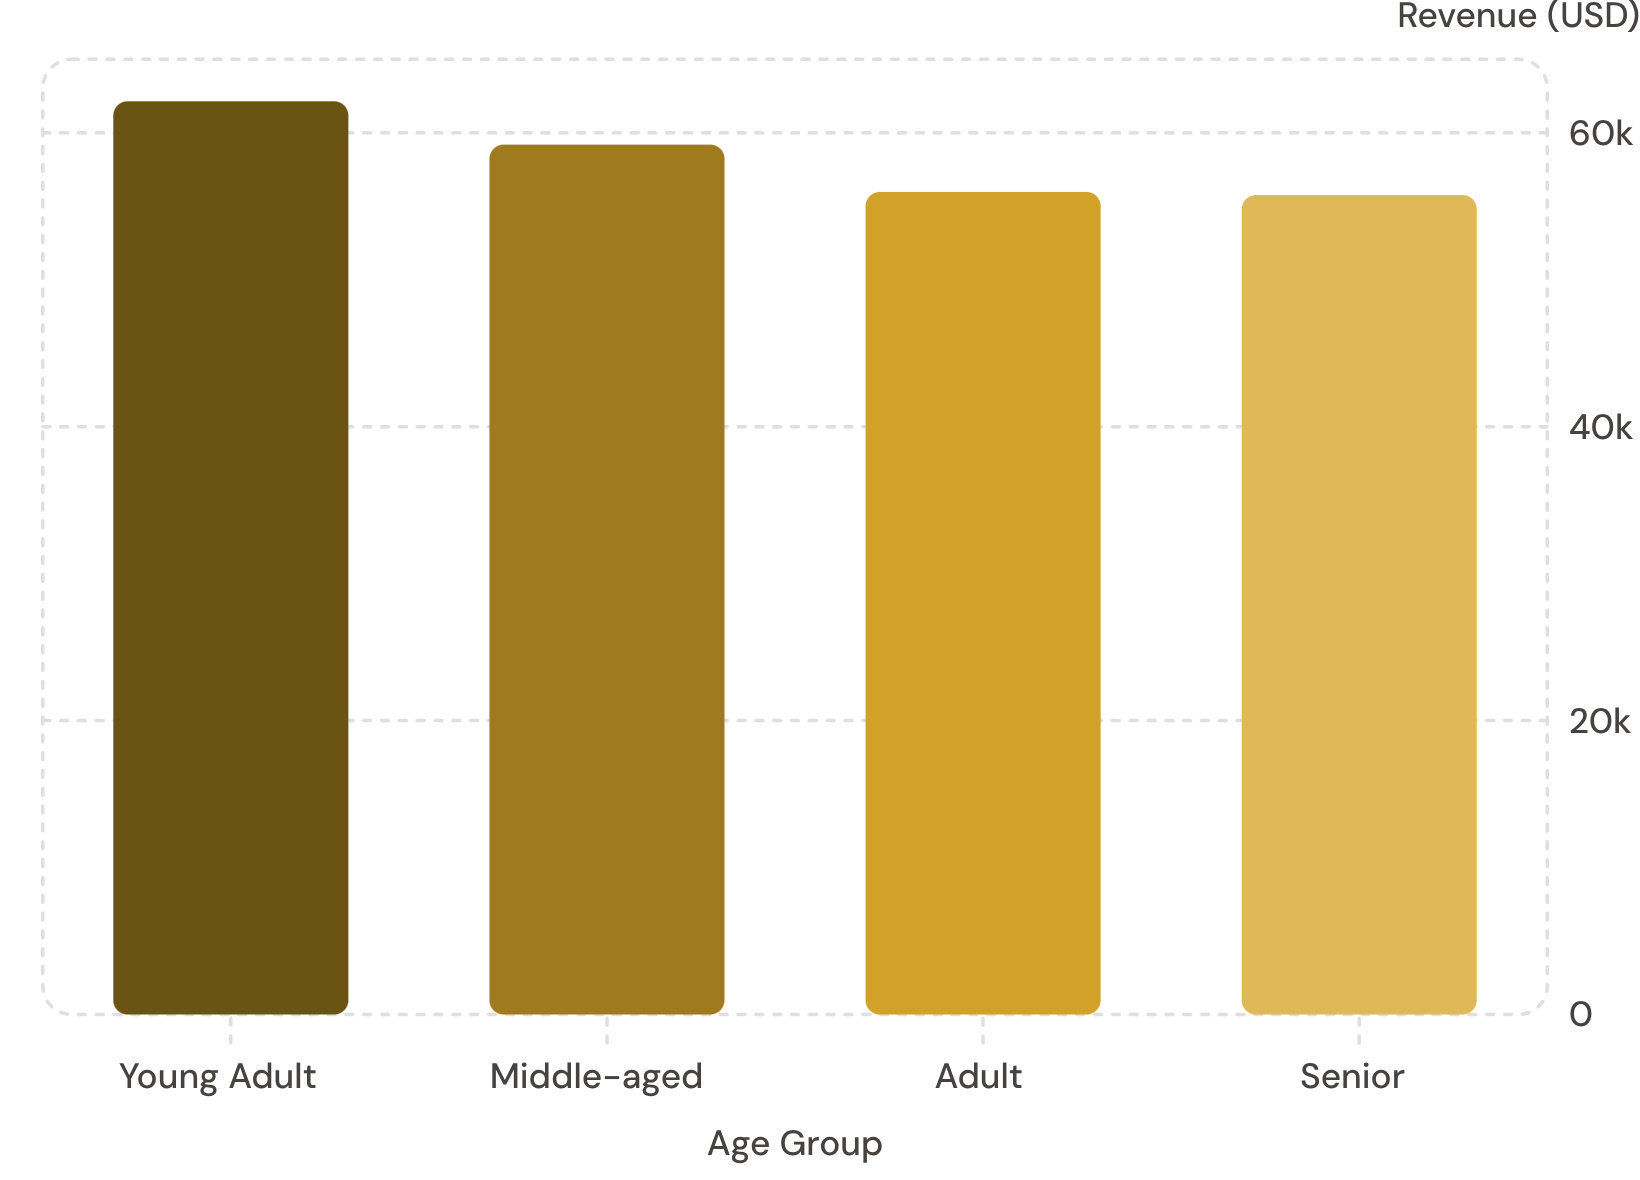 Revenue (USD)
60k
40k
20k
0
Young Adult
Middle-aged
Adult
Senior
Age Group